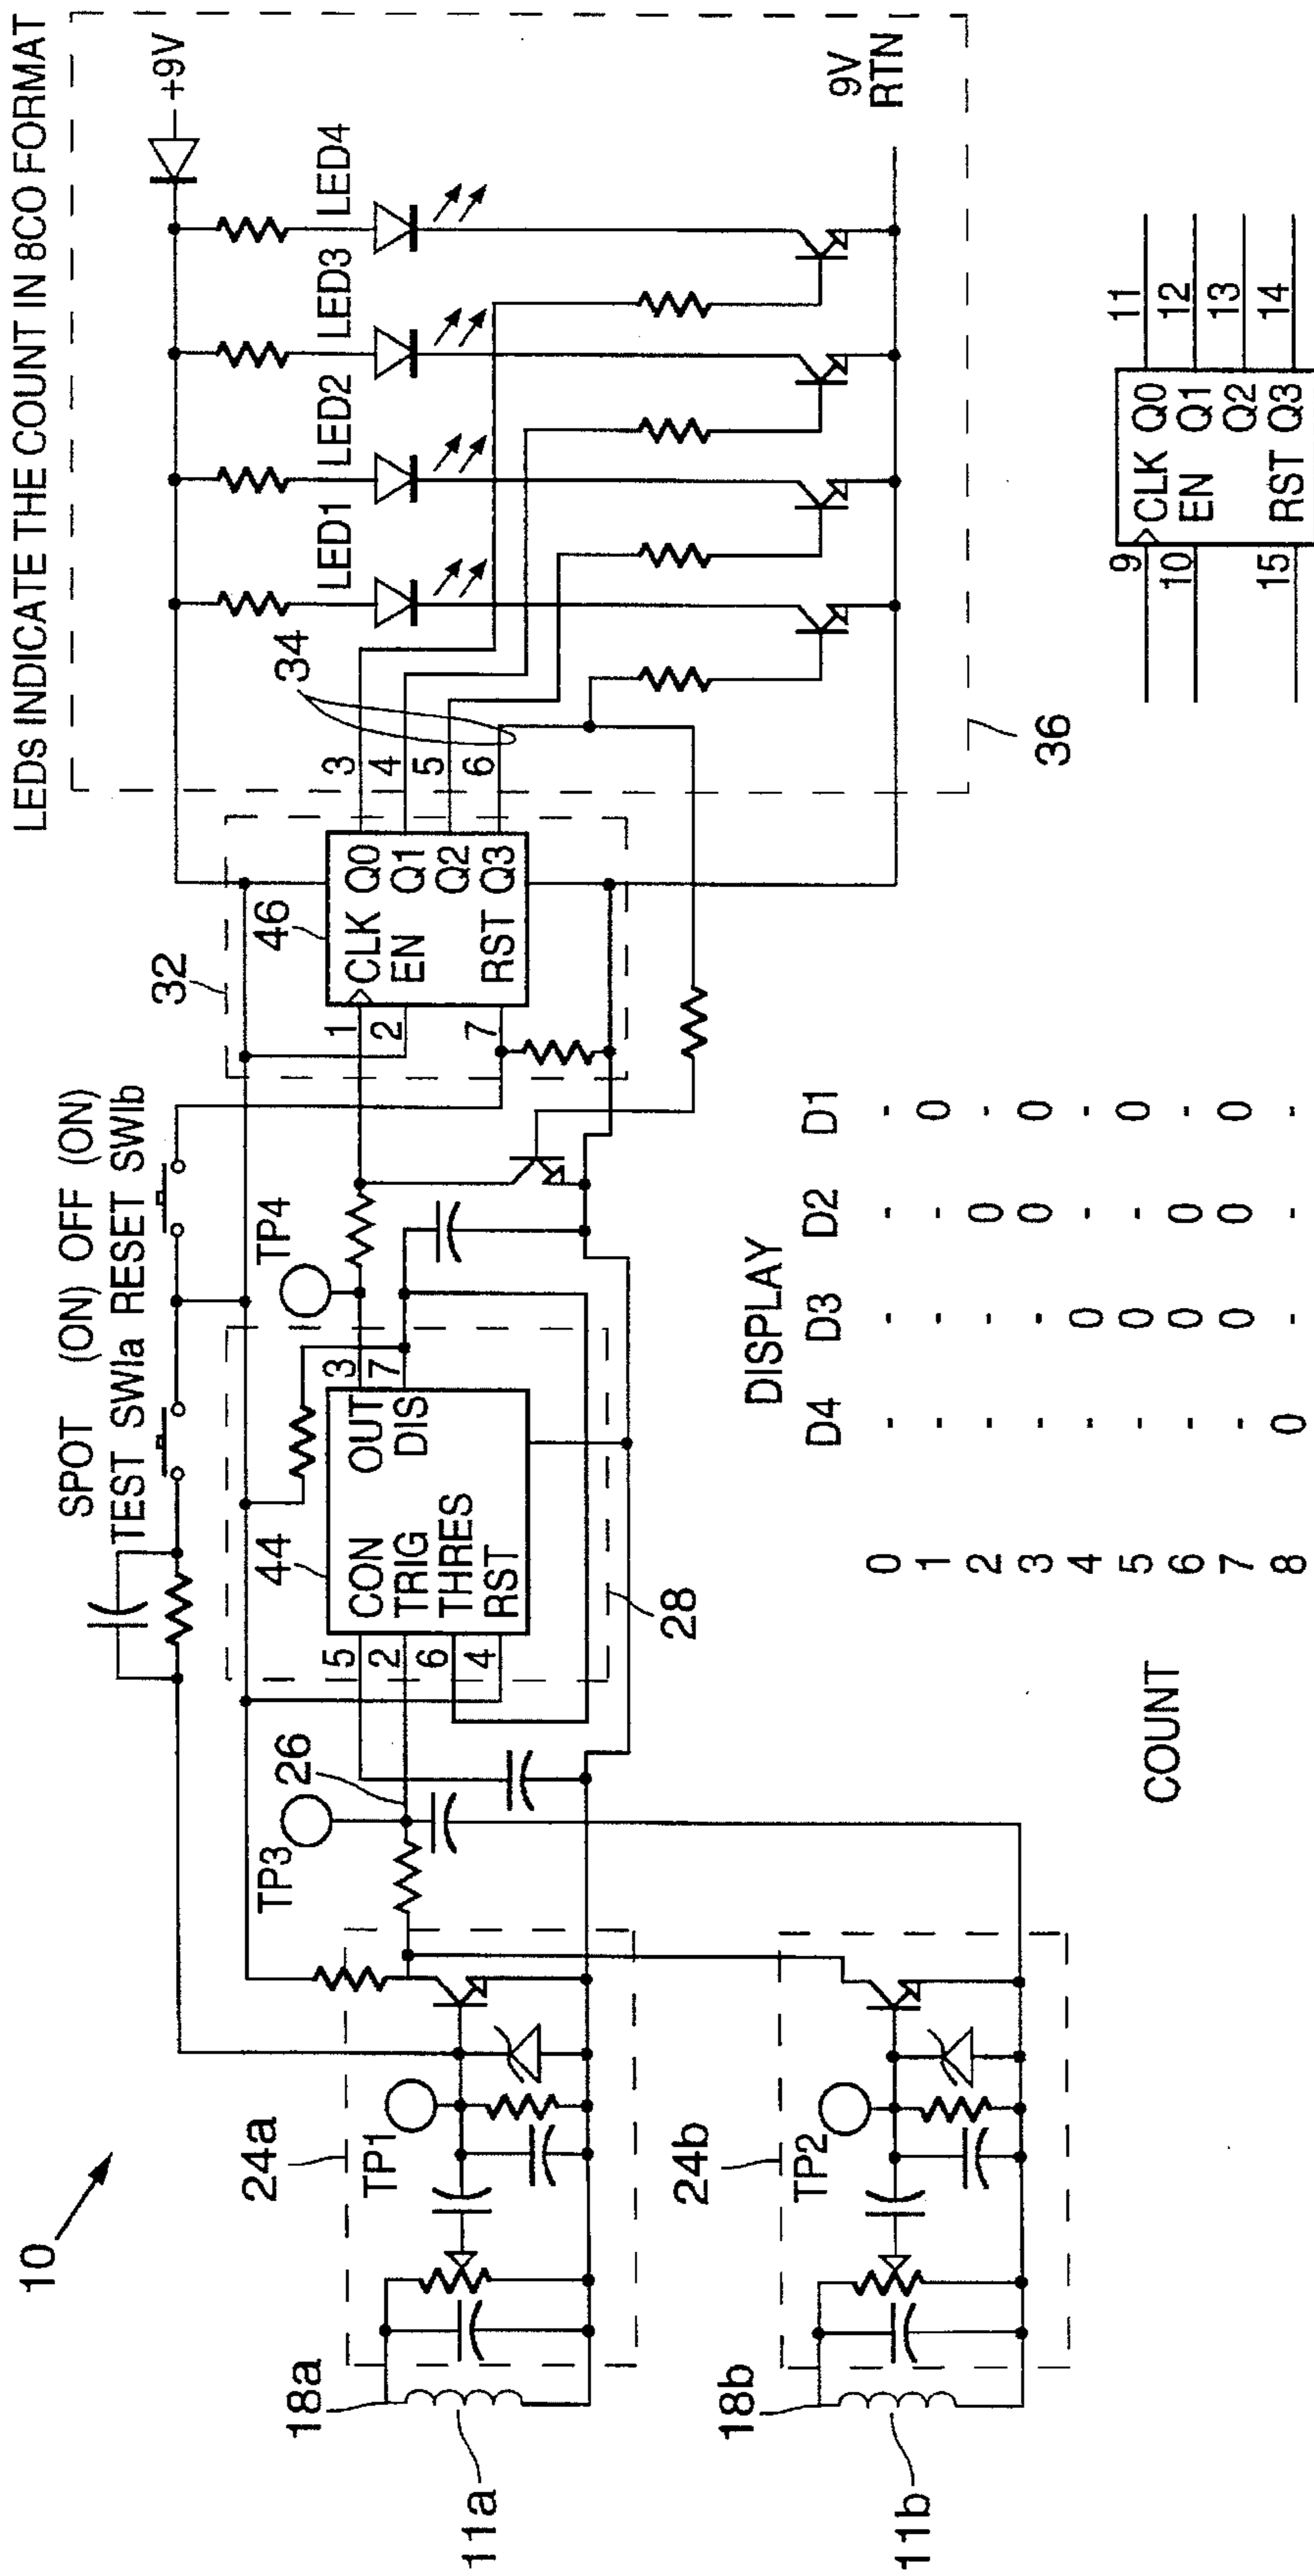 LEDS INDICATE THE COUNT IN 8CO FORMAT
+9V
LED1
LED2
LED3
LED4
9V
RTN
34
36
SPOT (ON) OFF (ON)
TEST SWIa RESET SWIb
32
46
1
2
7
CLK Q0
EN Q1
Q2
RST Q3
3
4
5
6
TP4
44
CON OUT
TRIG DIS
THRES
RST
5
2
6
4
3
7
28
TP3
26
10
24a
TP1
18a
11a
24b
TP2
18b
11b
9
10
15
CLK Q0
EN Q1
Q2
RST Q3
11
12
13
14
DISPLAY
D4 D3 D2 D1
COUNT
0 - - - -
1 - - - 0
2 - - 0 -
3 - - 0 0
4 - 0 - -
5 - 0 - 0
6 - 0 0 -
7 - 0 0 0
8 0 - - -